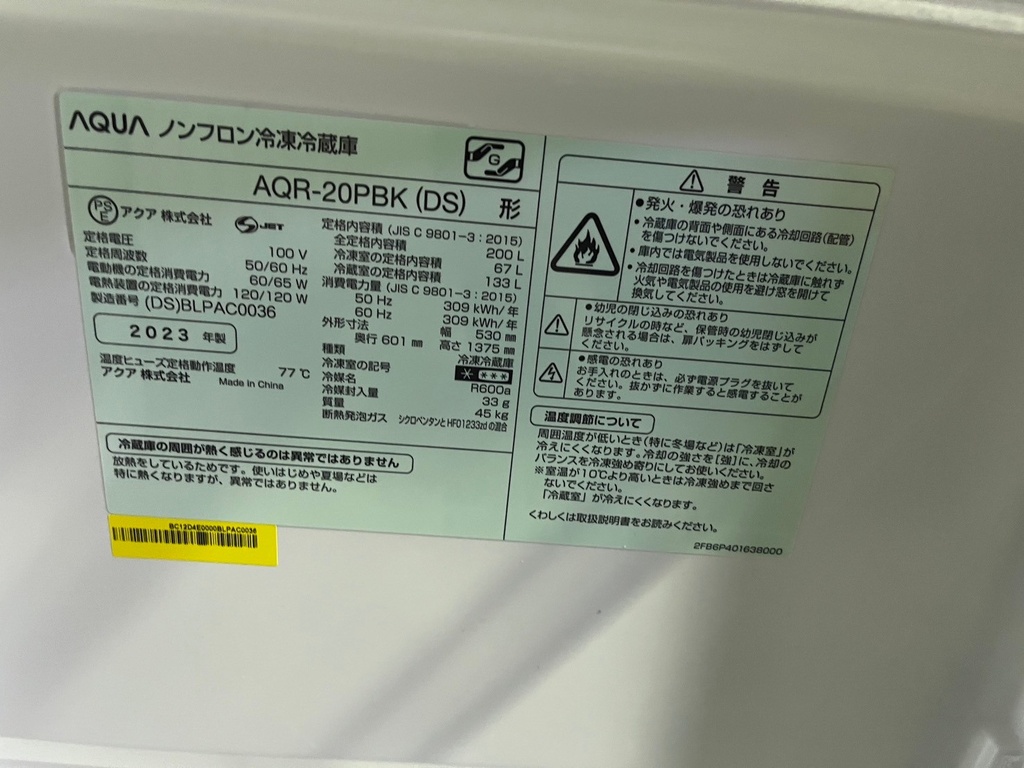 AQUA ノンフロン冷凍冷蔵庫
G
AQR-20PBK (DS) 形
PSE アクア 株式会社 S JET
定格電圧 100 V
定格周波数 50/60 Hz
電動機の定格消費電力 60/65 W
電熱装置の定格消費電力 120/120 W
製造番号 (DS)BLPAC0036
2023 年製
温度ヒューズ定格動作温度 77℃
アクア 株式会社 Made in China
定格内容積 (JIS C 9801-3:2015)
全定格内容積 200 L
冷凍室の定格内容積 67 L
冷蔵室の定格内容積 133 L
消費電力量 (JIS C 9801-3:2015)
50 Hz 309 kWh/年
60 Hz 309 kWh/年
外形寸法 幅 530 mm
奥行 601 mm 高さ 1375 mm
種類 冷凍冷蔵庫
冷凍室の記号 * ***
冷媒名 R600a
冷媒封入量 33 g
質量 45 kg
断熱発泡ガス シクロペンタンとHFO1233zdの混合
冷蔵庫の周囲が熱く感じるのは異常ではありません
放熱をしているためです。使いはじめや夏場などは
特に熱くなりますが、異常ではありません。
BC12D4E0000BLPAC0036
警告
●発火・爆発の恐れあり
・冷蔵庫の背面や側面にある冷却回路(配管)
を傷つけないでください。
・庫内では電気製品を使用しないでください。
・冷却回路を傷つけたときは冷蔵庫に触れず
火気や電気製品の使用を避け窓を開けて
換気してください。
●幼児の閉じ込みの恐れあり
リサイクルの時など、保管時の幼児閉じ込みが
懸念される場合は、扉パッキングをはずして
ください。
●感電の恐れあり
お手入れのときは、必ず電源プラグを抜いて
ください。抜かずに作業すると感電することが
あります。
温度調節について
周囲温度が低いとき(特に冬場など)は「冷凍室」が
冷えにくくなります。冷却の強さを[強]に、冷却の
バランスを冷凍強め寄りにしてお使いください。
※室温が10℃より高いときは冷凍強めまで回さ
ないでください。
「冷蔵室」が冷えにくくなります。
くわしくは取扱説明書をお読みください。
2FB6P401638000